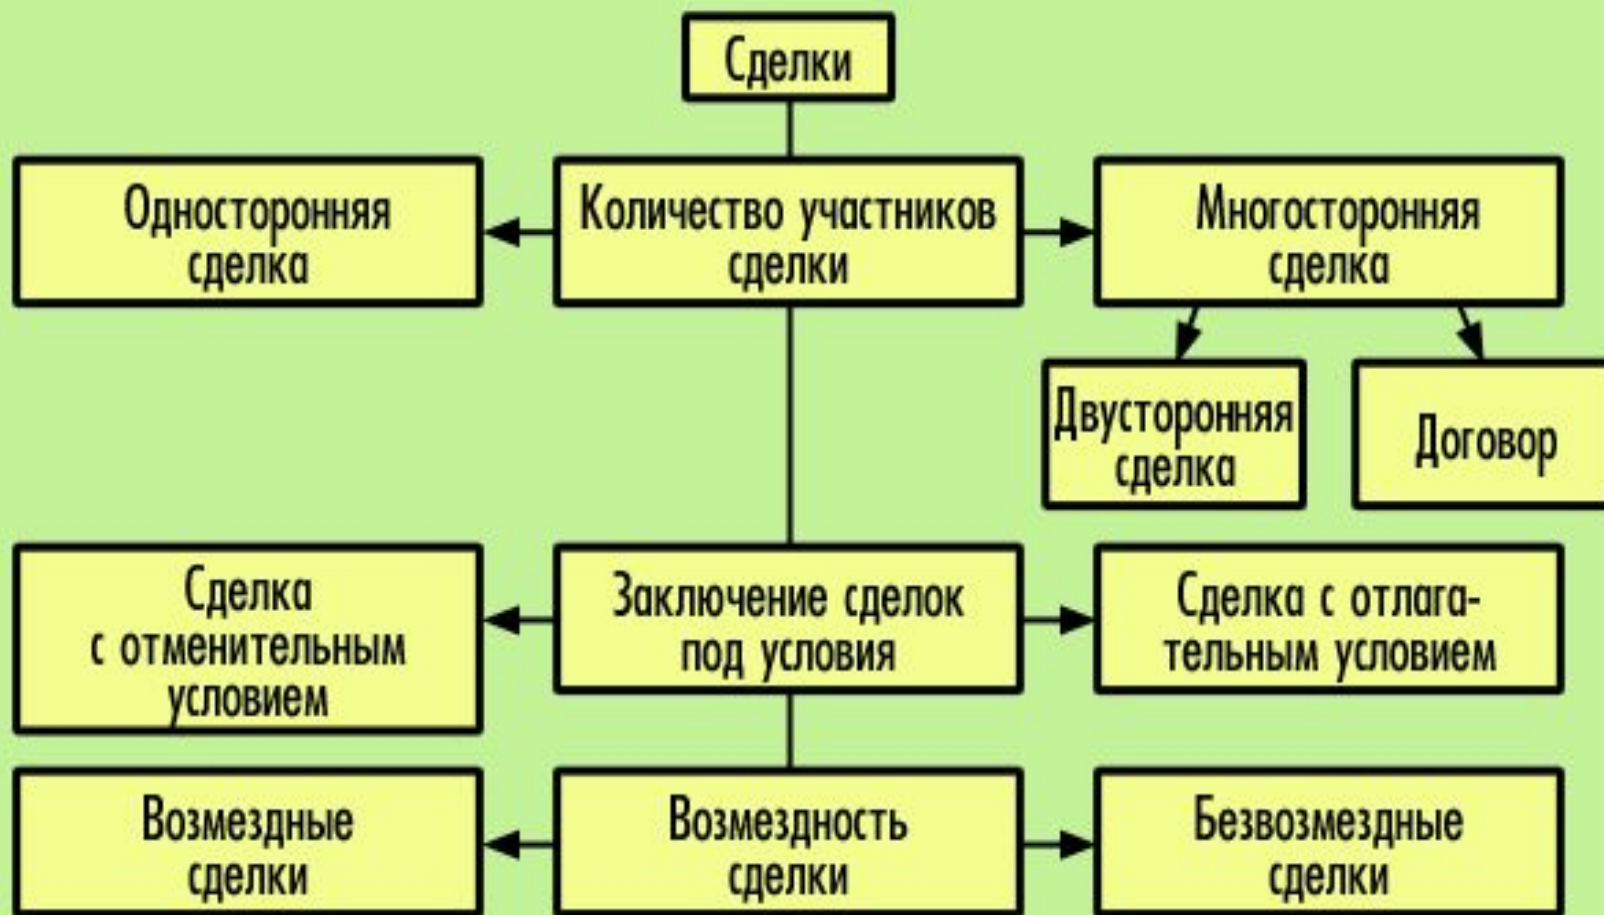 Сделки
Односторонняя
сделка
Количество участников
сделки
Многосторонняя
сделка
Двусторонняя
сделка
Договор
Сделка
с отменительным
условием
Заключение сделок
под условия
Сделка с отлага-
тельным условием
Возмездные
сделки
Возмездность
сделки
Безвозмездные
сделки